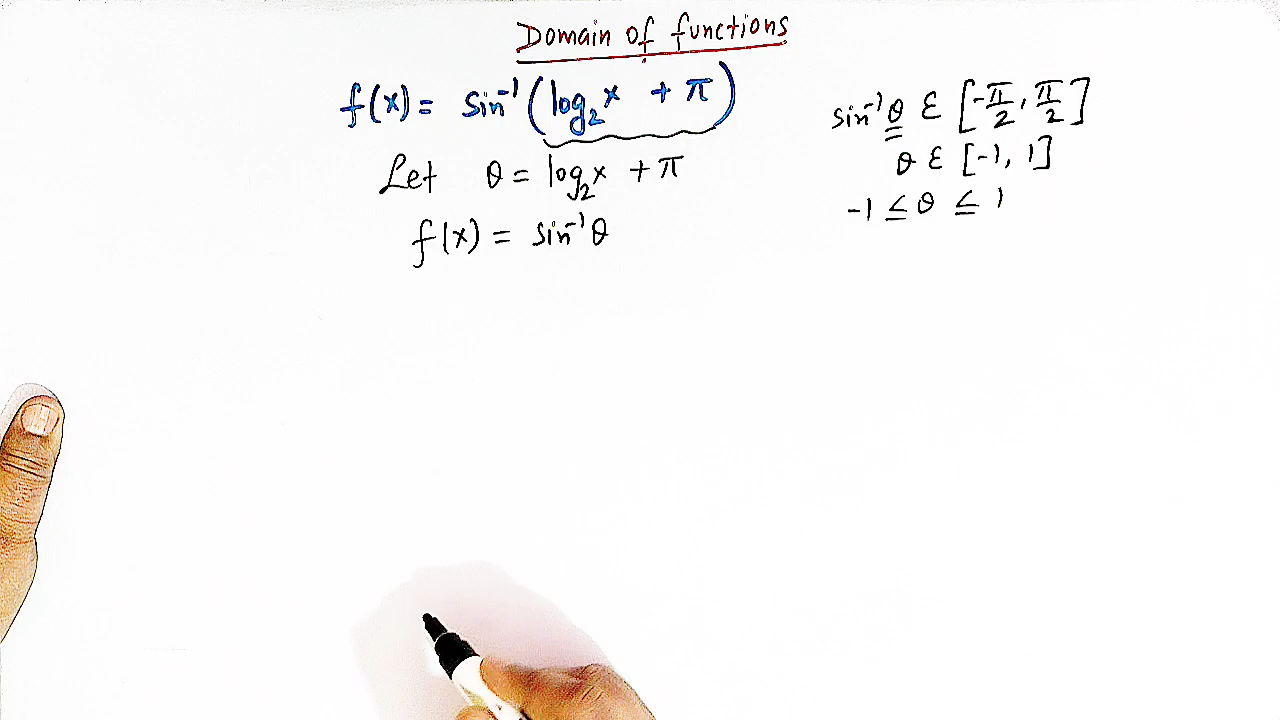 Domain of functions
f(x) = sin⁻¹(log₂x + π)
Let θ = log₂x + π
f(x) = sin⁻¹θ
sin⁻¹θ ε [-π/2, π/2]
θ ε [-1, 1]
-1 ≤ θ ≤ 1